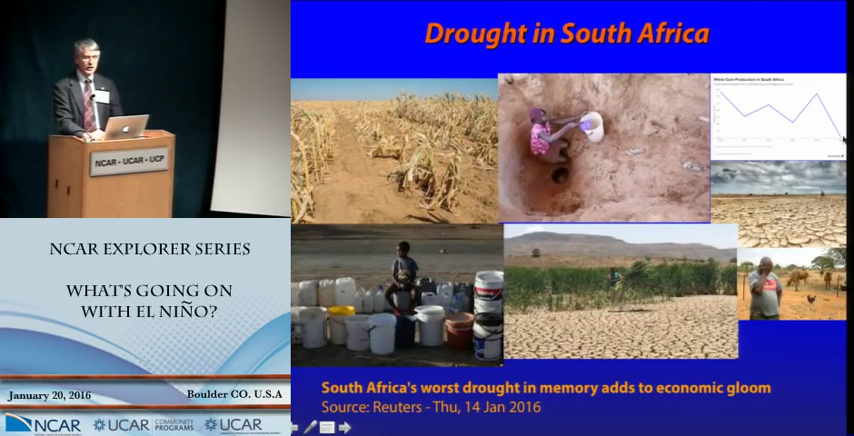 NCAR - UCAR - UCP
NCAR EXPLORER SERIES
WHAT'S GOING ON
WITH EL NIÑO?
January 20, 2016
Boulder CO. U.S.A
NCAR
UCAR
COMMUNITY
PROGRAMS
UCAR
Drought in South Africa
White Corn Production in South Africa
South Africa's worst drought in memory adds to economic gloom
Source: Reuters - Thu, 14 Jan 2016